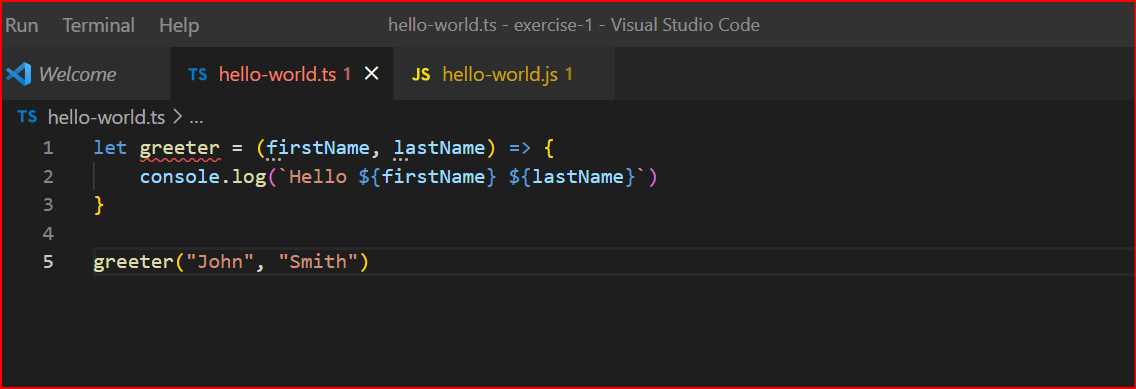 Run Terminal Help hello-world.ts - exercise-1 - Visual Studio Code
Welcome TS hello-world.ts 1 JS hello-world.js 1
TS hello-world.ts > ...
1 let greeter = (firstName, lastName) => {
2     console.log(`Hello ${firstName} ${lastName}`)
3 }
4
5 greeter("John", "Smith")